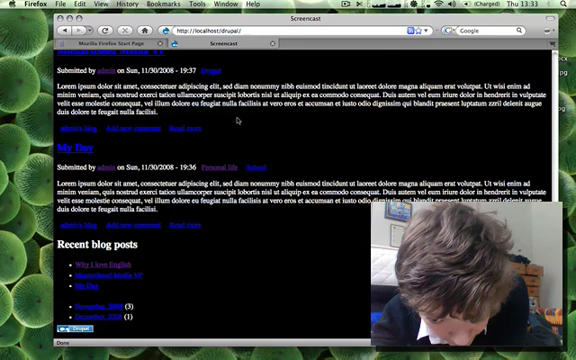 Firefox File Edit View History Bookmarks Tools Window Help (Charged) Thu 13:33
Screencast
http://localhost/drupal/ Google
Mozilla Firefox Start Page Screencast
Submitted by admin on Sun, 11/30/2008 - 19:37 Drupal
Lorem ipsum dolor sit amet, consectetuer adipiscing elit, sed diam nonummy nibh euismod tincidunt ut laoreet dolore magna aliquam erat volutpat. Ut wisi enim ad
minim veniam, quis nostrud exerci tation ullamcorper suscipit lobortis nisl ut aliquip ex ea commodo consequat. Duis autem vel eum iriure dolor in hendrerit in vulputate
velit esse molestie consequat, vel illum dolore eu feugiat nulla facilisis at vero eros et accumsan et iusto odio dignissim qui blandit praesent luptatum zzril delenit augue
duis dolore te feugait nulla facilisi.
admin's blog Add new comment Read more
My Day
Submitted by admin on Sun, 11/30/2008 - 19:36 Personal life School
Lorem ipsum dolor sit amet, consectetuer adipiscing elit, sed diam nonummy nibh euismod tincidunt ut laoreet dolore magna aliquam erat volutpat. Ut wisi enim ad
minim veniam, quis nostrud exerci tation ullamcorper suscipit lobortis nisl ut aliquip ex ea commodo consequat. Duis autem vel eum iriure dolor in hendrerit in vulputate
velit esse molestie consequat, vel illum dolore eu feugiat nulla facilisis at vero eros et accumsan et iusto odio dignissim qui
duis dolore te feugait nulla facilisi.
admin's blog Add new comment Read more
Recent blog posts
Why I love English
My Day
November, 2008 (3)
December, 2008 (1)
Drupal
Done